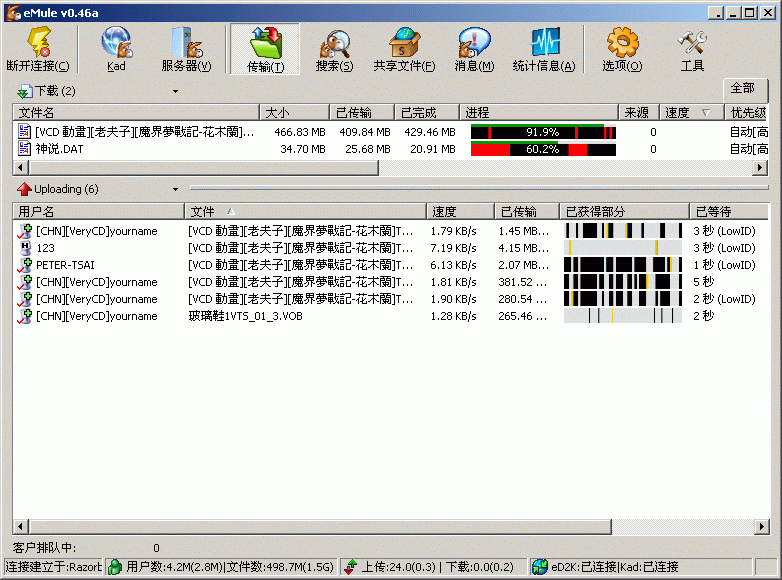 eMule v0.46a
断开连接(C) Kad 服务器(V) 传输(T) 搜索(S) 共享文件(F) 消息(M) 统计信息(A) 选项(O) 工具
下载 (2) 全部
文件名 大小 已传输 已完成 进程 来源 速度 优先级
[VCD 動畫][老夫子][魔界夢戰記-花木蘭]... 466.83 MB 409.84 MB 429.46 MB 91.9% 0 自动[高
神说.DAT 34.70 MB 25.68 MB 20.91 MB 60.2% 0 自动[高
Uploading (6)
用户名 文件 速度 已传输 已获得部分 已等待
[CHN][VeryCD]yourname [VCD 動畫][老夫子][魔界夢戰記-花木蘭]T... 1.79 KB/s 1.45 MB... 3 秒 (LowID)
123 [VCD 動畫][老夫子][魔界夢戰記-花木蘭]T... 7.19 KB/s 4.15 MB... 3 秒 (LowID)
PETER-TSAI [VCD 動畫][老夫子][魔界夢戰記-花木蘭]T... 6.13 KB/s 2.07 MB... 1 秒 (LowID)
[CHN][VeryCD]yourname [VCD 動畫][老夫子][魔界夢戰記-花木蘭]T... 1.81 KB/s 381.52 ... 5 秒
[CHN][VeryCD]yourname [VCD 動畫][老夫子][魔界夢戰記-花木蘭]T... 1.90 KB/s 280.54 ... 2 秒 (LowID)
[CHN][VeryCD]yourname 玻璃鞋1VTS_01_3.VOB 1.28 KB/s 265.46 ... 2 秒
客户排队中: 0
连接建立于:Razorb 用户数:4.2M(2.8M)|文件数:498.7M(1.5G) 上传:24.0(0.3) | 下载:0.0(0.2) eD2K:已连接|Kad:已连接